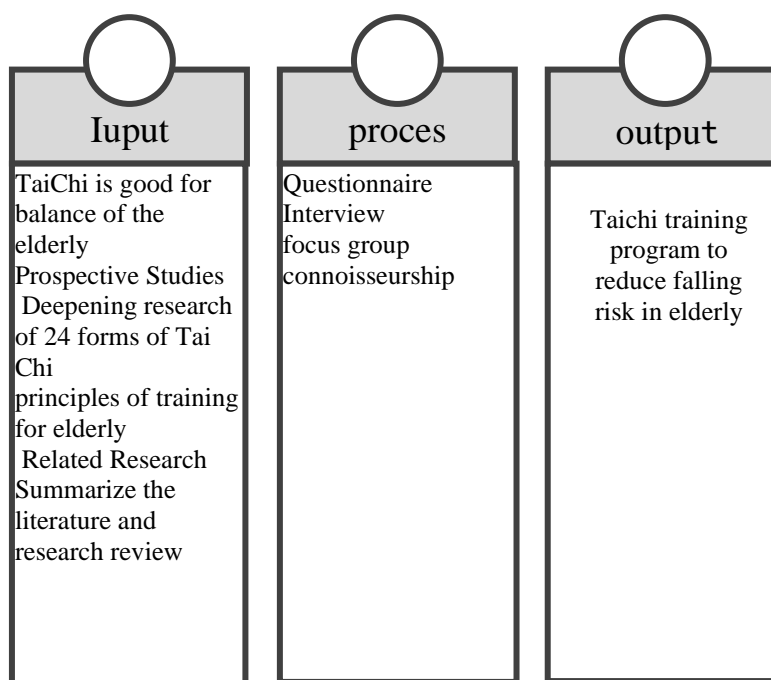 Iuput
TaiChi is good for
balance of the
elderly
Prospective Studies
Deepening research
of 24 forms of Tai
Chi
principles of training
for elderly
Related Research
Summarize the
literature and
research review
proces
Questionnaire
Interview
focus group
connoisseurship
output
Taichi training
program to
reduce falling
risk in elderly